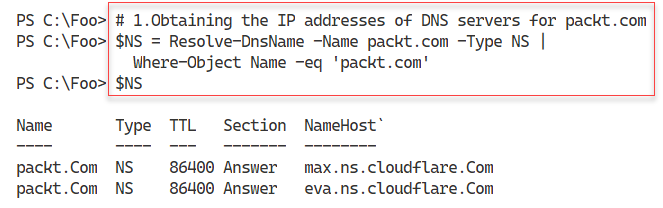 PS C:\Foo> # 1.Obtaining the IP addresses of DNS servers for packt.com
PS C:\Foo> $NS = Resolve-DnsName -Name packt.com -Type NS |
Where-Object Name -eq 'packt.com'
PS C:\Foo> $NS
Name Type TTL Section NameHost`
---- ---- --- ------- --------
packt.Com NS 86400 Answer max.ns.cloudflare.Com
packt.Com NS 86400 Answer eva.ns.cloudflare.Com